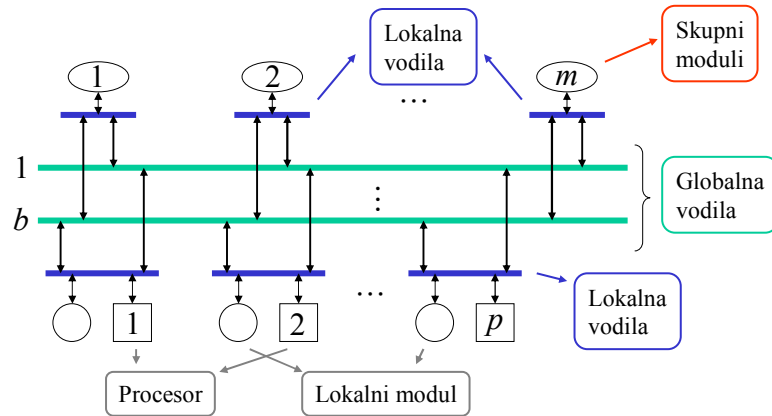 Lokalna
vodila
Skupni
moduli
1
2
m
...
1
⋮
Globalna
vodila
b
...
1
2
p
Lokalna
vodila
Procesor
Lokalni modul